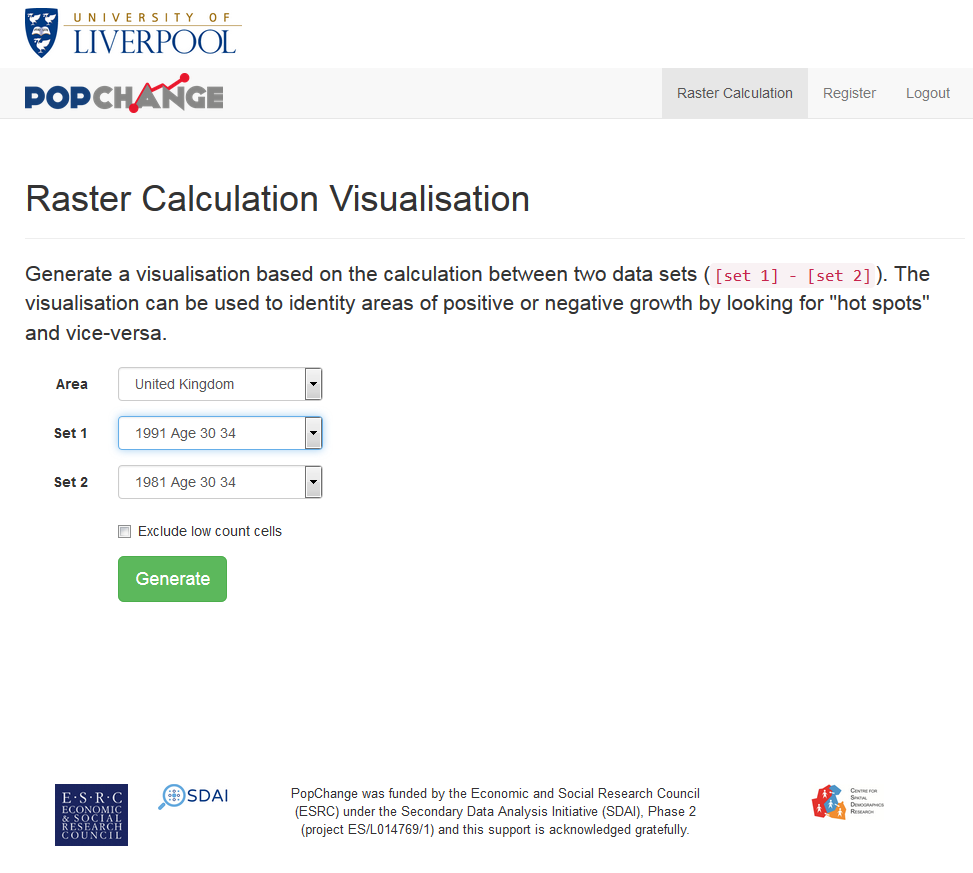 UNIVERSITY OF
LIVERPOOL
POPCHANGE
Raster Calculation
Register
Logout
Raster Calculation Visualisation
Generate a visualisation based on the calculation between two data sets ( [set 1] - [set 2] ). The
visualisation can be used to identity areas of positive or negative growth by looking for "hot spots"
and vice-versa.
Area
United Kingdom
Set 1
1991 Age 30 34
Set 2
1981 Age 30 34
Exclude low count cells
Generate
E·S·R·C
ECONOMIC
& SOCIAL
RESEARCH
COUNCIL
SDAI
PopChange was funded by the Economic and Social Research Council
(ESRC) under the Secondary Data Analysis Initiative (SDAI), Phase 2
(project ES/L014769/1) and this support is acknowledged gratefully.
Centre for
Spatial
Demographics
Research